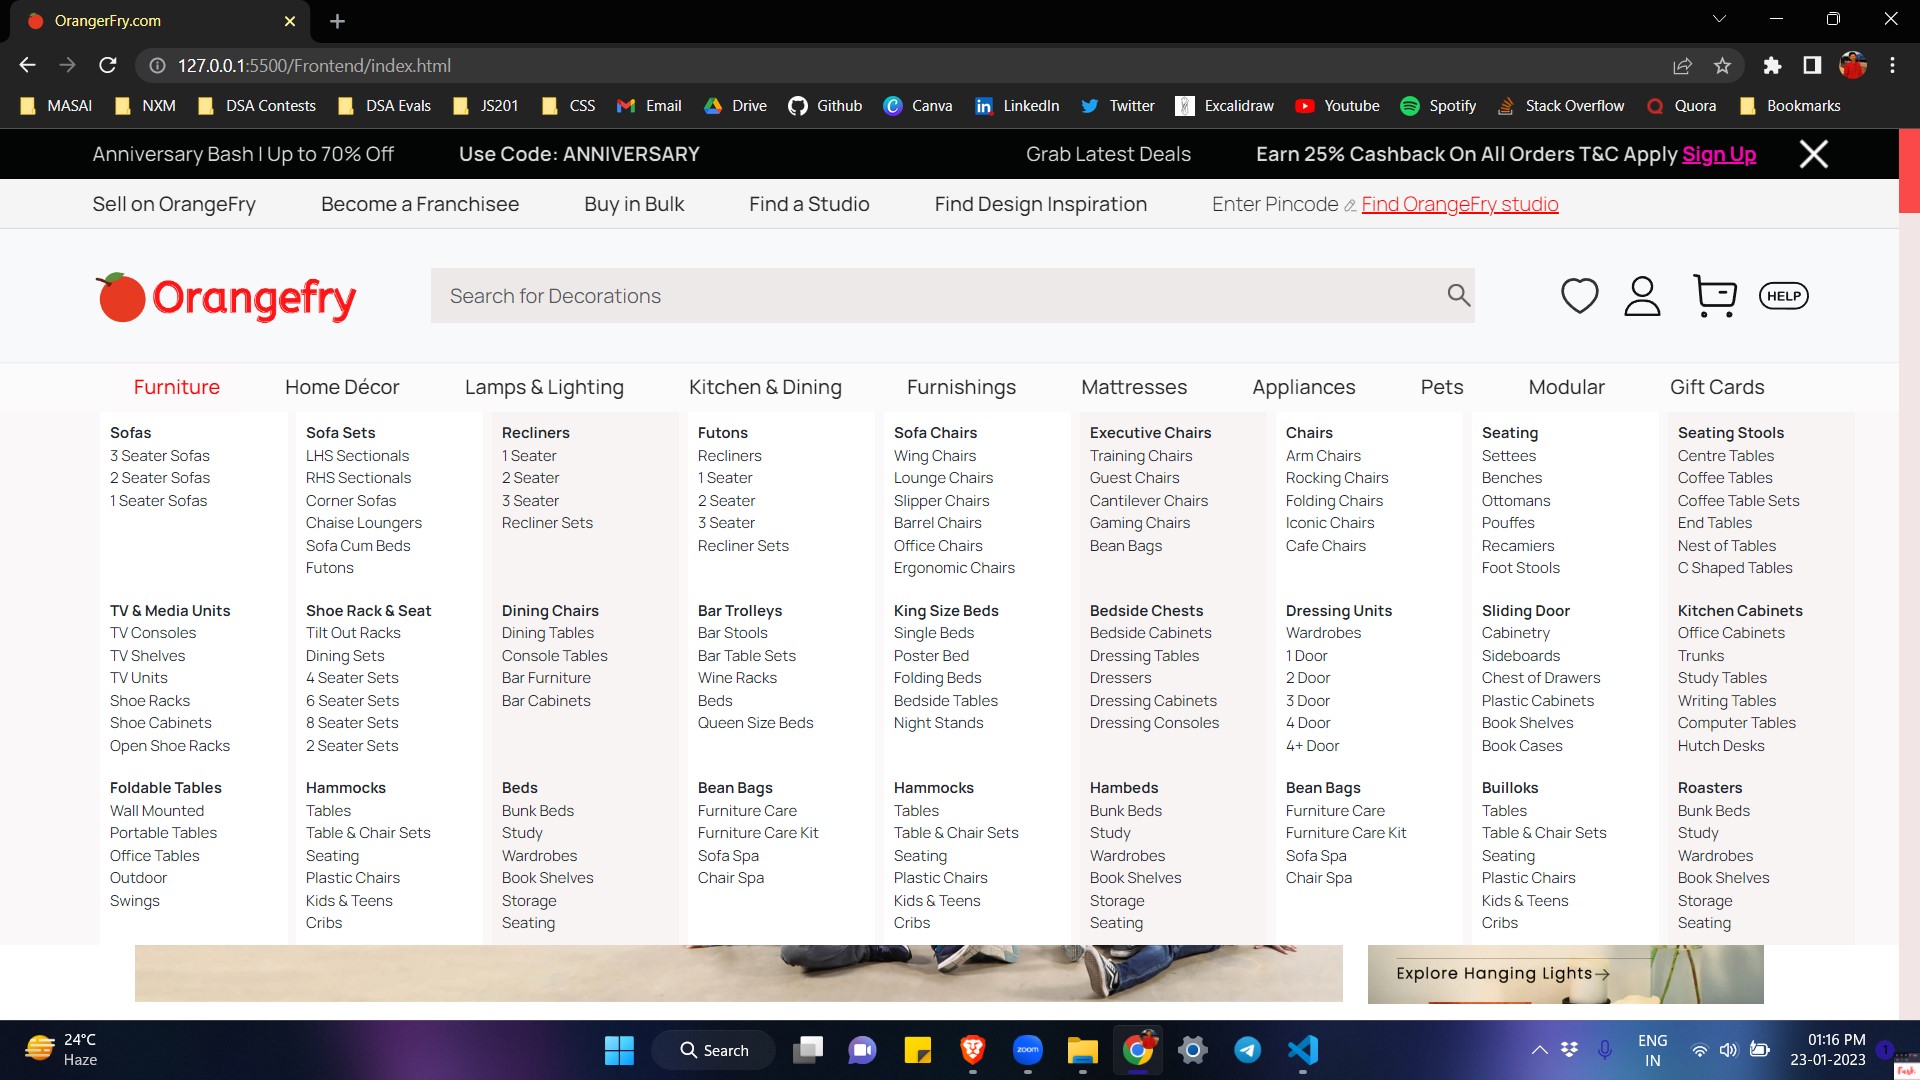 OrangerFry.com
127.0.0.1:5500/Frontend/index.html
MASAI NXM DSA Contests DSA Evals JS201 CSS Email Drive Github Canva LinkedIn Twitter Excalidraw Youtube Spotify Stack Overflow Quora Bookmarks
Anniversary Bash | Up to 70% Off Use Code: ANNIVERSARY Grab Latest Deals Earn 25% Cashback On All Orders T&C Apply Sign Up
Sell on OrangeFry Become a Franchisee Buy in Bulk Find a Studio Find Design Inspiration Enter Pincode Find OrangeFry studio
Orangefry Search for Decorations HELP
Furniture Home Décor Lamps & Lighting Kitchen & Dining Furnishings Mattresses Appliances Pets Modular Gift Cards
Sofas Sofa Sets Recliners Futons Sofa Chairs Executive Chairs Chairs Seating Seating Stools
3 Seater Sofas LHS Sectionals 1 Seater Recliners Wing Chairs Training Chairs Arm Chairs Settees Centre Tables
2 Seater Sofas RHS Sectionals 2 Seater 1 Seater Lounge Chairs Guest Chairs Rocking Chairs Benches Coffee Tables
1 Seater Sofas Corner Sofas 3 Seater 2 Seater Slipper Chairs Cantilever Chairs Folding Chairs Ottomans Coffee Table Sets
Chaise Loungers Recliner Sets 3 Seater Barrel Chairs Gaming Chairs Iconic Chairs Pouffes End Tables
Sofa Cum Beds Recliner Sets Office Chairs Bean Bags Cafe Chairs Recamiers Nest of Tables
Futons Ergonomic Chairs Foot Stools C Shaped Tables
TV & Media Units Shoe Rack & Seat Dining Chairs Bar Trolleys King Size Beds Bedside Chests Dressing Units Sliding Door Kitchen Cabinets
TV Consoles Tilt Out Racks Dining Tables Bar Stools Single Beds Bedside Cabinets Wardrobes Cabinetry Office Cabinets
TV Shelves Dining Sets Console Tables Bar Table Sets Poster Bed Dressing Tables 1 Door Sideboards Trunks
TV Units 4 Seater Sets Bar Furniture Wine Racks Folding Beds Dressers 2 Door Chest of Drawers Study Tables
Shoe Racks 6 Seater Sets Bar Cabinets Beds Bedside Tables Dressing Cabinets 3 Door Plastic Cabinets Writing Tables
Shoe Cabinets 8 Seater Sets Queen Size Beds Night Stands Dressing Consoles 4 Door Book Shelves Computer Tables
Open Shoe Racks 2 Seater Sets 4+ Door Book Cases Hutch Desks
Foldable Tables Hammocks Beds Bean Bags Hammocks Hambeds Bean Bags Builloks Roasters
Wall Mounted Tables Bunk Beds Furniture Care Tables Bunk Beds Furniture Care Tables Bunk Beds
Portable Tables Table & Chair Sets Study Furniture Care Kit Table & Chair Sets Study Furniture Care Kit Table & Chair Sets Study
Office Tables Seating Wardrobes Sofa Spa Seating Wardrobes Sofa Spa Seating Wardrobes
Outdoor Plastic Chairs Book Shelves Chair Spa Plastic Chairs Book Shelves Chair Spa Plastic Chairs Book Shelves
Swings Kids & Teens Storage Kids & Teens Storage Kids & Teens Storage
Cribs Seating Cribs Seating Cribs Seating
Explore Hanging Lights→
24°C Search zoom ENG 01:16 PM
Haze IN 23-01-2023 1